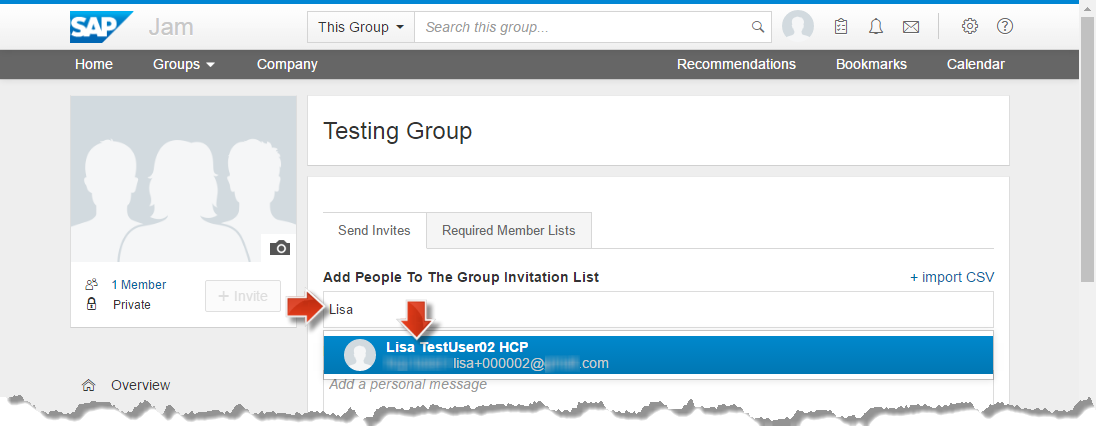 SAP Jam This Group Search this group...
Home Groups Company Recommendations Bookmarks Calendar
Testing Group
Send Invites Required Member Lists
Add People To The Group Invitation List + import CSV
1 Member
Private + Invite
Lisa
Lisa TestUser02 HCP
lisa+000002@ .com
Add a personal message
Overview